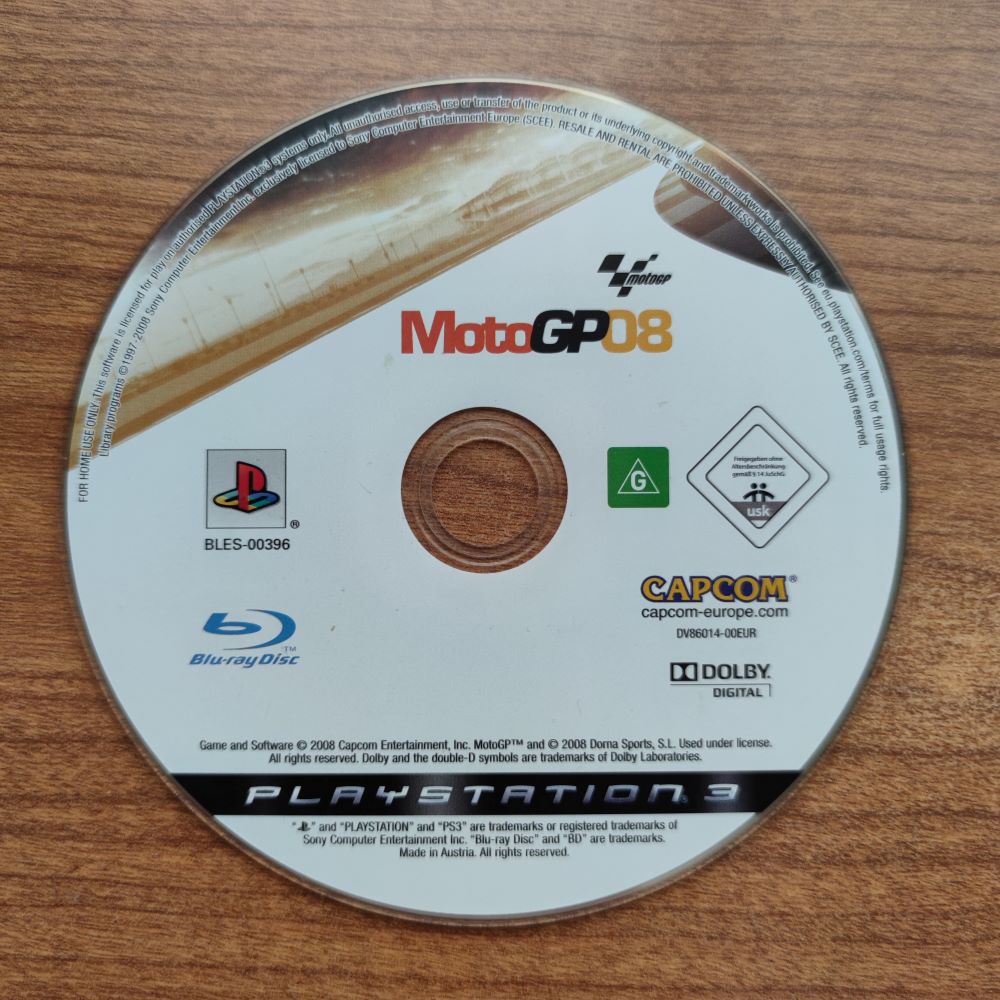 FOR HOME USE ONLY. This software is licensed for play on authorised PLAYSTATION®3 systems only. All unauthorised access, use or transfer of the product or its underlying copyright and trademark works is prohibited. See eu.playstation.com/terms for full usage rights.
Library programs © 1997-2008 Sony Computer Entertainment Inc. exclusively licensed to Sony Computer Entertainment Europe (SCEE). RESALE AND RENTAL ARE PROHIBITED UNLESS EXPRESSLY AUTHORISED BY SCEE. All rights reserved.
motoGP
MotoGP08
G
Freigegeben ohne
Altersbeschränkung
gemäß § 14 JuSchG
usk
®
BLES-00396
CAPCOM®
capcom-europe.com
DV86014-00EUR
Blu-ray Disc™
DOLBY
DIGITAL
Game and Software © 2008 Capcom Entertainment, Inc. MotoGP™ and © 2008 Dorna Sports, S.L. Used under license.
All rights reserved. Dolby and the double-D symbols are trademarks of Dolby Laboratories.
PLAYSTATION®3
" " and "PLAYSTATION" and "PS3" are trademarks or registered trademarks of
Sony Computer Entertainment Inc. "Blu-ray Disc" and "BD" are trademarks.
Made in Austria. All rights reserved.